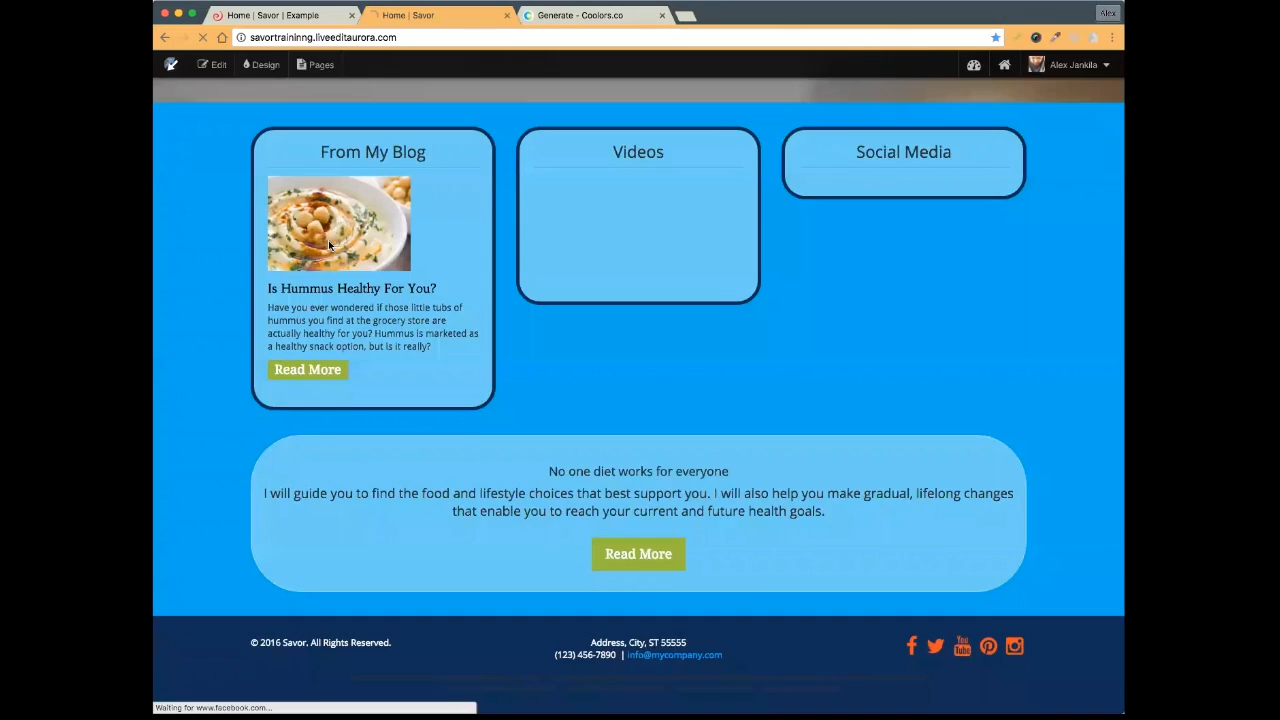 Home | Savor | Example
Home | Savor
Generate - Coolors.co
Alex
savortraininng.liveeditaurora.com
Edit
Design
Pages
Alex Jankila
From My Blog
Videos
Social Media
Is Hummus Healthy For You?
Have you ever wondered if those little tubs of
hummus you find at the grocery store are
actually healthy for you? Hummus is marketed as
a healthy snack option, but is it really?
Read More
No one diet works for everyone
I will guide you to find the food and lifestyle choices that best support you. I will also help you make gradual, lifelong changes
that enable you to reach your current and future health goals.
Read More
© 2016 Savor. All Rights Reserved.
Address, City, ST 55555
(123) 456-7890 | info@mycompany.com
You Tube
Waiting for www.facebook.com...